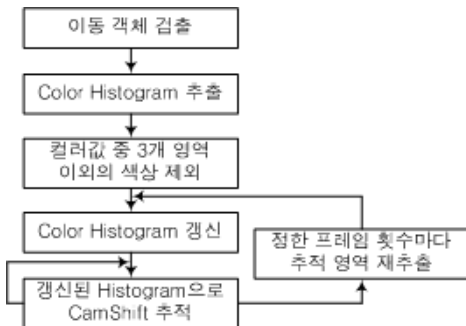 이동 객체 검출
Color Histogram 추출
컬러값 중 3개 영역
이외의 색상 제외
Color Histogram 갱신
정한 프레임 횟수마다
추적 영역 재추출
갱신된 Histogram으로
CamShift 추적